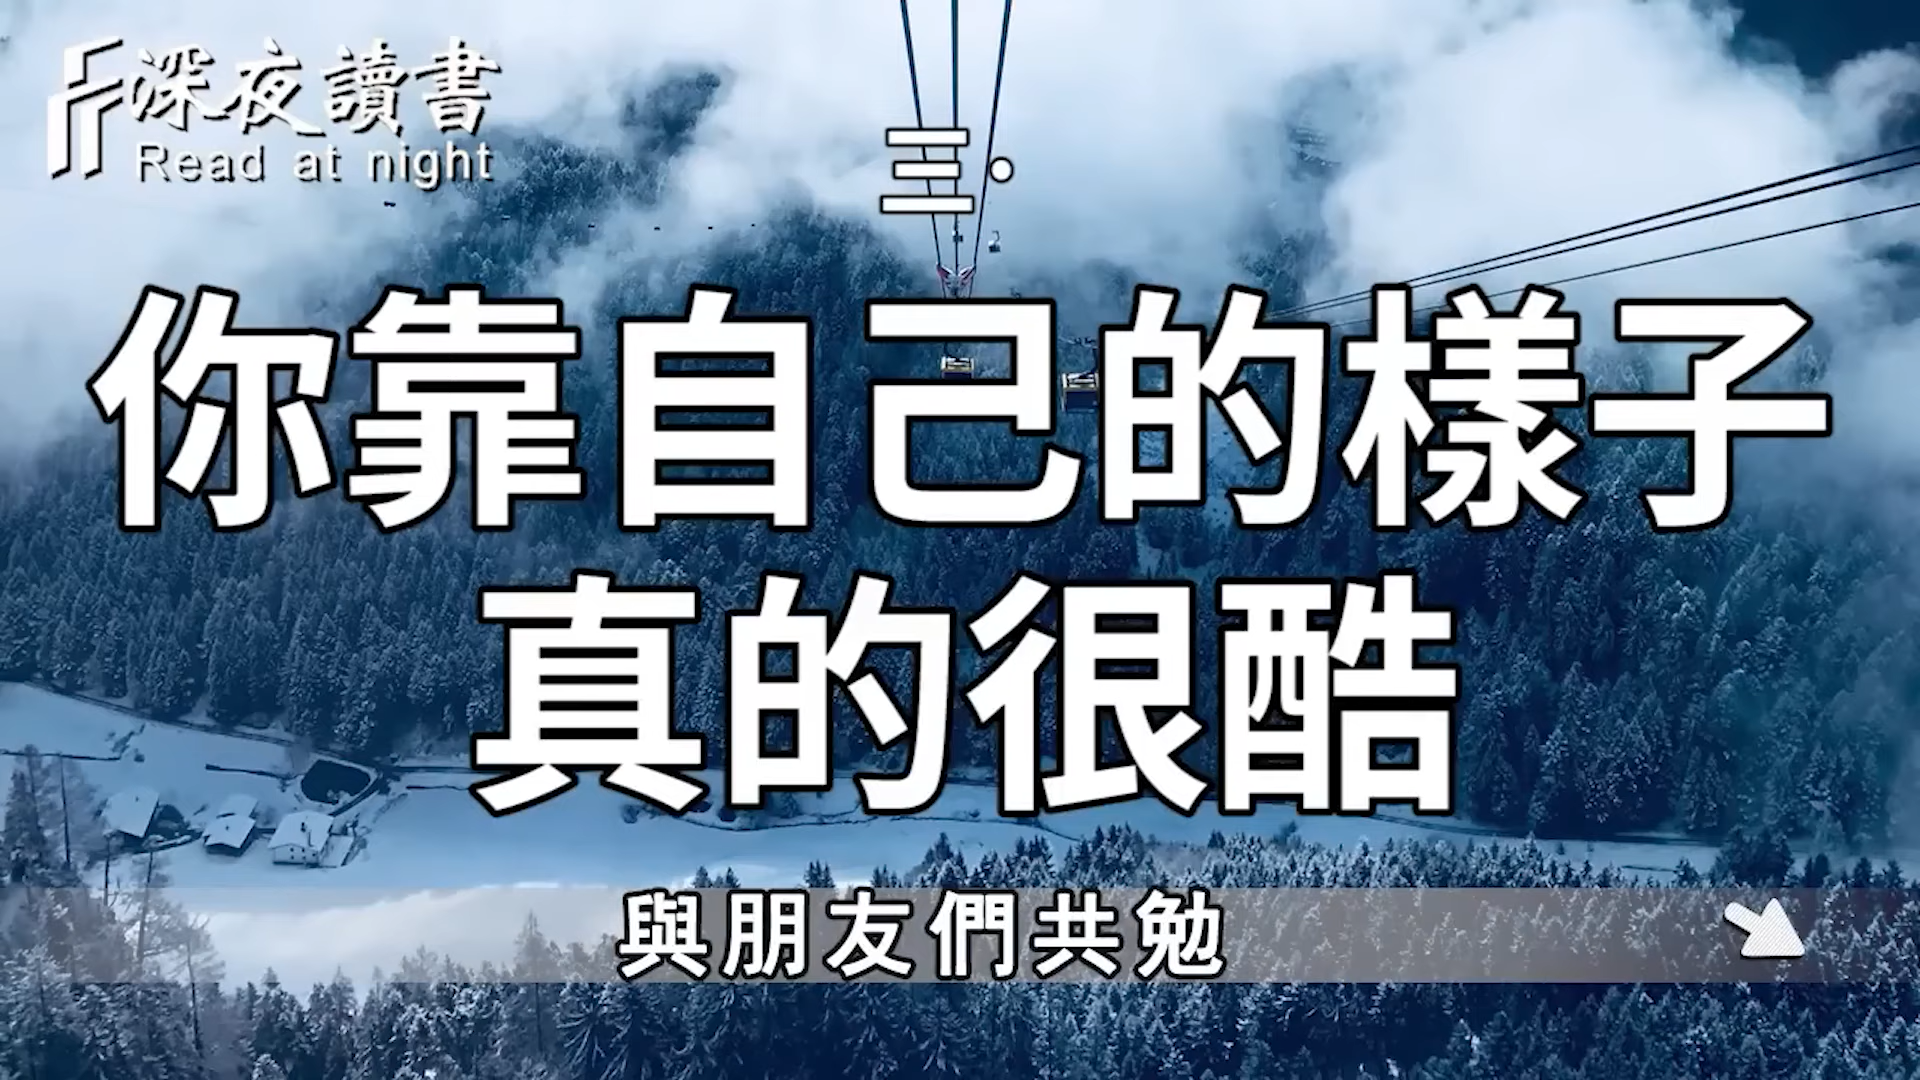 深夜讀書
Read at night
三·
你靠自己的樣子
真的很酷
與朋友們共勉